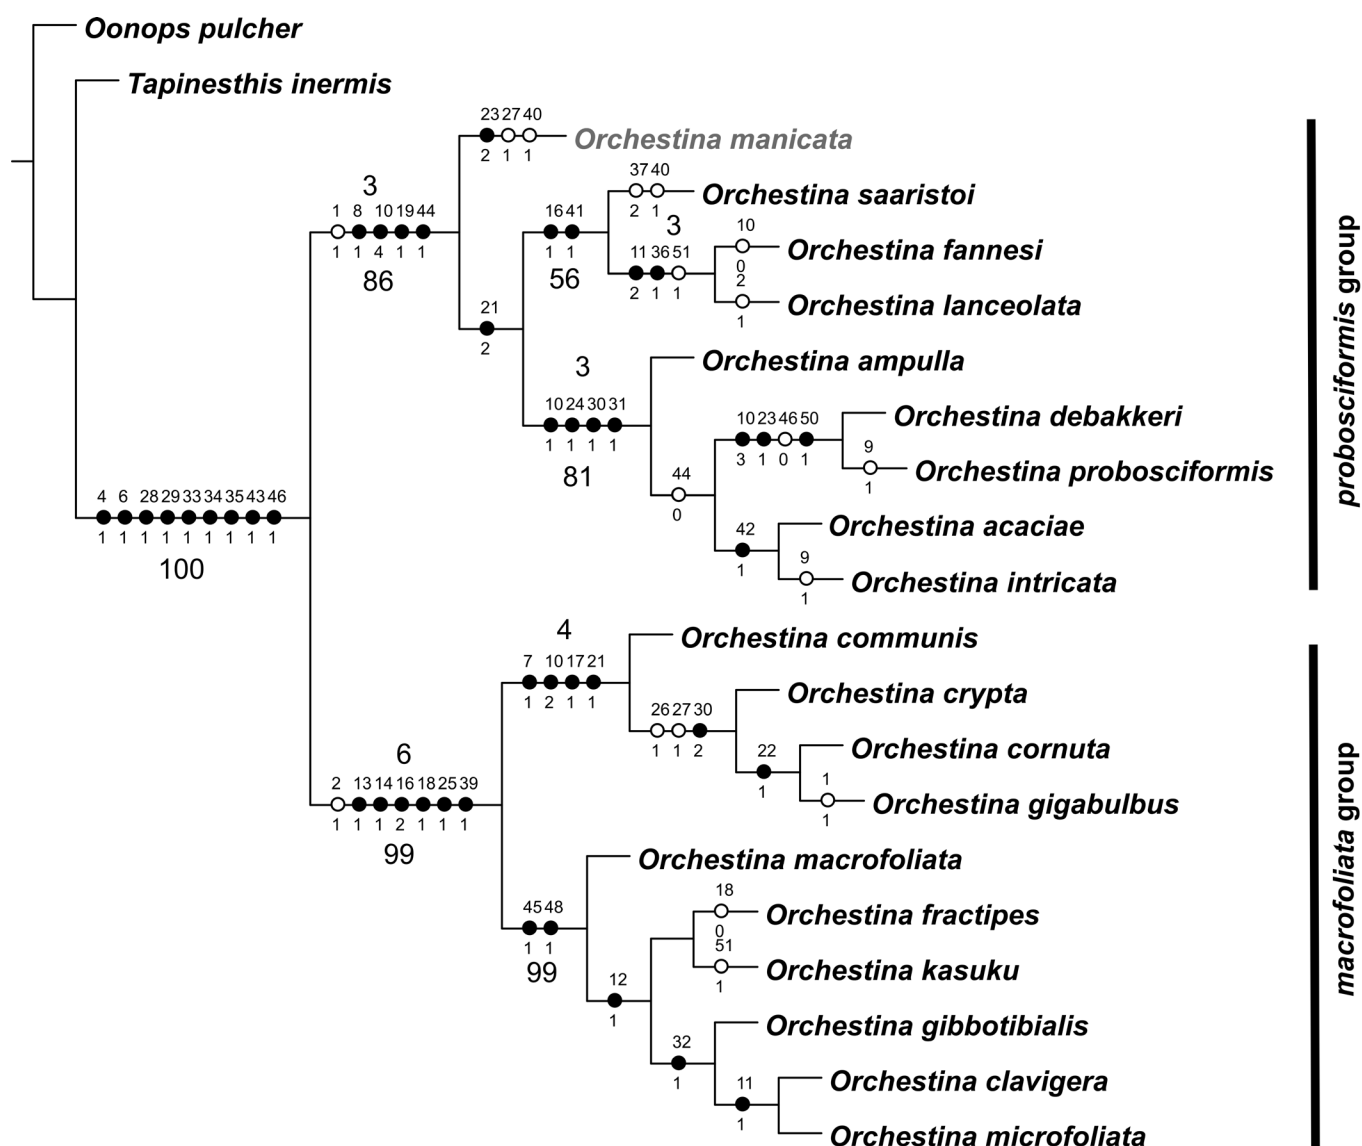 Oonops pulcher
Tapinesthis inermis
23 27 40
Orchestina manicata
2 1 1
37 40
Orchestina saaristoi
2 1
3
1 8 10 19 44
1 1 4 1 1
86
16 41
1 1
56
3
11 36 51
2 1 1
10
Orchestina fannesi
0
2
Orchestina lanceolata
1
21
2
3
10 24 30 31
1 1 1 1
81
Orchestina ampulla
10 23 46 50
3 1 0 1
Orchestina debakkeri
9
Orchestina probosciformis
1
44
0
42
1
Orchestina acaciae
9
Orchestina intricata
1
4 6 28 29 33 34 35 43 46
1 1 1 1 1 1 1 1 1
100
4
7 10 17 21
1 2 1 1
Orchestina communis
26 27 30
1 1 2
Orchestina crypta
22
1
Orchestina cornuta
1
Orchestina gigabulbus
1
6
2 13 14 16 18 25 39
1 1 1 2 1 1 1
99
45 48
1 1
99
Orchestina macrofoliata
18
Orchestina fractipes
0
51
Orchestina kasuku
1
12
1
32
1
Orchestina gibbotibialis
11
1
Orchestina clavigera
Orchestina microfoliata
probosciformis group
macrofoliata group